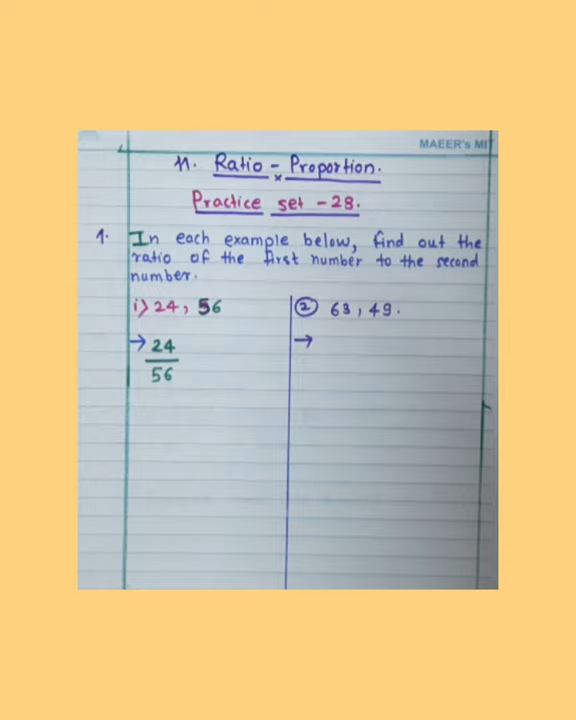 MAEER's MIT
11. Ratio - Proportion.
×
Practice set - 28.
1. In each example below, find out the
ratio of the first number to the second
number.
i) 24, 56
→ 24
56
② 63, 49.
→